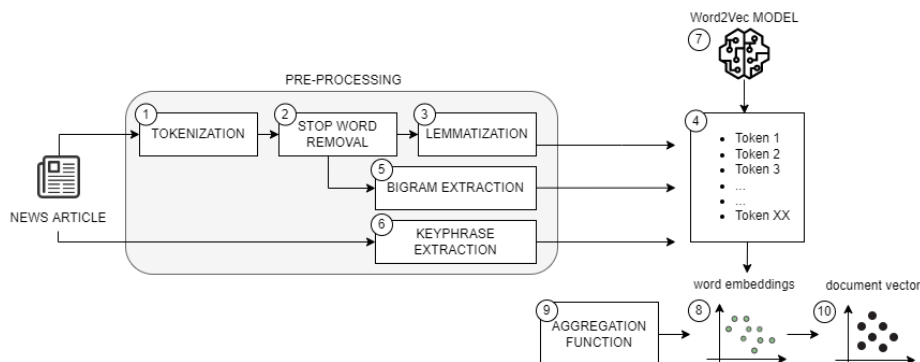 Word2Vec MODEL
7
PRE-PROCESSING
1
TOKENIZATION
2
STOP WORD
REMOVAL
3
LEMMATIZATION
4
• Token 1
• Token 2
• Token 3
• ...
• ...
• Token XX
5
BIGRAM EXTRACTION
NEWS ARTICLE
6
KEYPHRASE
EXTRACTION
word embeddings
document vector
9
AGGREGATION
FUNCTION
8
10